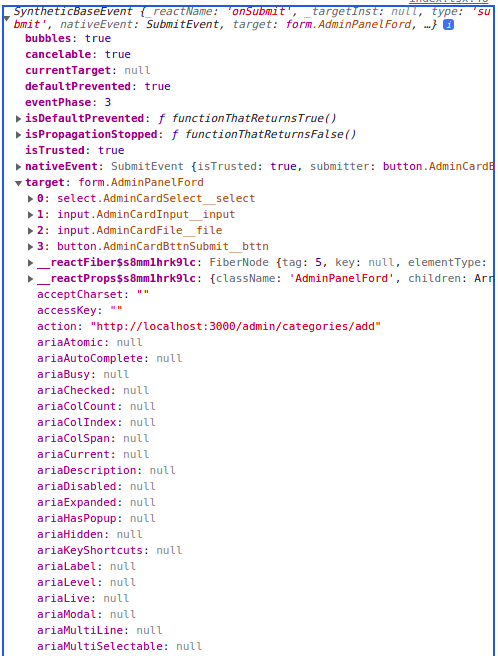 SyntheticBaseEvent {_reactName: 'onSubmit', _targetInst: null, type: 'su
bmit', nativeEvent: SubmitEvent, target: form.AdminPanelFord, …} i
bubbles: true
cancelable: true
currentTarget: null
defaultPrevented: true
eventPhase: 3
isDefaultPrevented: ƒ functionThatReturnsTrue()
isPropagationStopped: ƒ functionThatReturnsFalse()
isTrusted: true
nativeEvent: SubmitEvent {isTrusted: true, submitter: button.AdminCardB
target: form.AdminPanelFord
0: select.AdminCardSelect__select
1: input.AdminCardInput__input
2: input.AdminCardFile__file
3: button.AdminCardBttnSubmit__bttn
__reactFiber$s8mm1hrk9lc: FiberNode {tag: 5, key: null, elementType:
__reactProps$s8mm1hrk9lc: {className: 'AdminPanelFord', children: Arr
acceptCharset: ""
accessKey: ""
action: "http://localhost:3000/admin/categories/add"
ariaAtomic: null
ariaAutoComplete: null
ariaBusy: null
ariaChecked: null
ariaColCount: null
ariaColIndex: null
ariaColSpan: null
ariaCurrent: null
ariaDescription: null
ariaDisabled: null
ariaExpanded: null
ariaHasPopup: null
ariaHidden: null
ariaKeyShortcuts: null
ariaLabel: null
ariaLevel: null
ariaLive: null
ariaModal: null
ariaMultiLine: null
ariaMultiSelectable: null